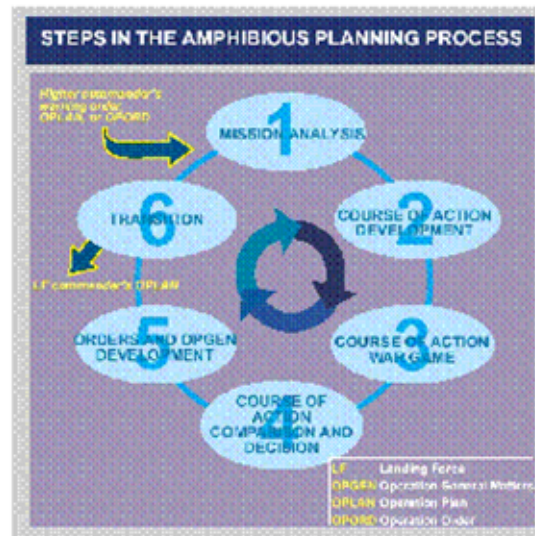 STEPS IN THE AMPHIBIOUS PLANNING PROCESS
Higher commander's
warning order,
OPLAN, or OPORD
1
MISSION ANALYSIS
6
TRANSITION
2
COURSE OF ACTION
DEVELOPMENT
LF commander's OPLAN
5
ORDERS AND OPGEN
DEVELOPMENT
3
COURSE OF ACTION
WAR GAME
4
COURSE OF
ACTION
COMPARISON AND
DECISION
LF Landing Force
OPGEN Operation General Matters
OPLAN Operation Plan
OPORD Operation Order